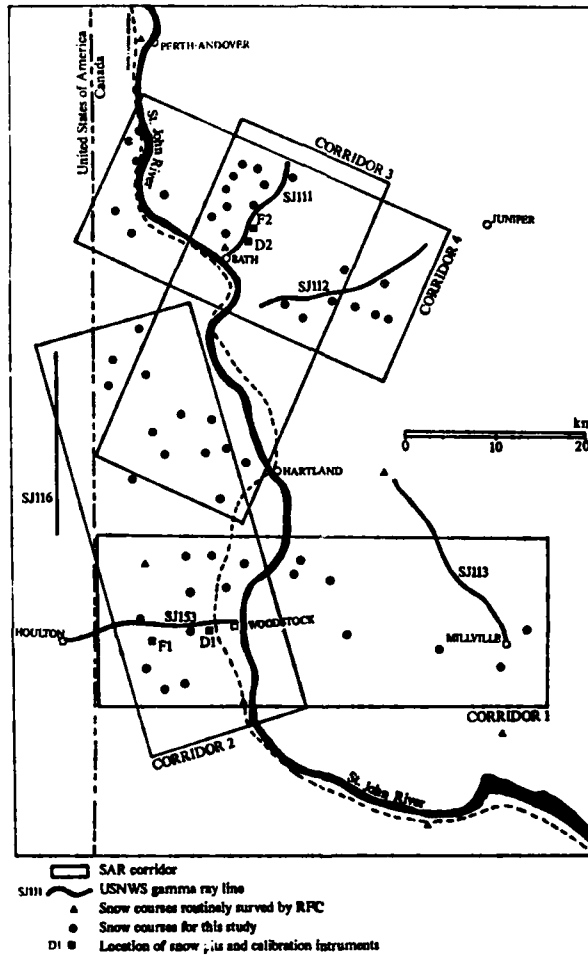 PERTH-ANDOVER
United States of America
Canada
St. John River
CORRIDOR 3
SJ111
F2
D2
BATH
JUNIPER
CORRIDOR 4
SJ112
km
0 10 20
HARTLAND
SJ116
SJ113
SJ153
WOODSTOCK
HOULTON
F1
D1
MILLVILLE
CORRIDOR 1
CORRIDOR 2
St. John River
SAR corridor
SJ111 USNWS gamma ray line
Snow courses routinely surved by RFC
Snow courses for this study
D1 Location of snow and calibration intruments